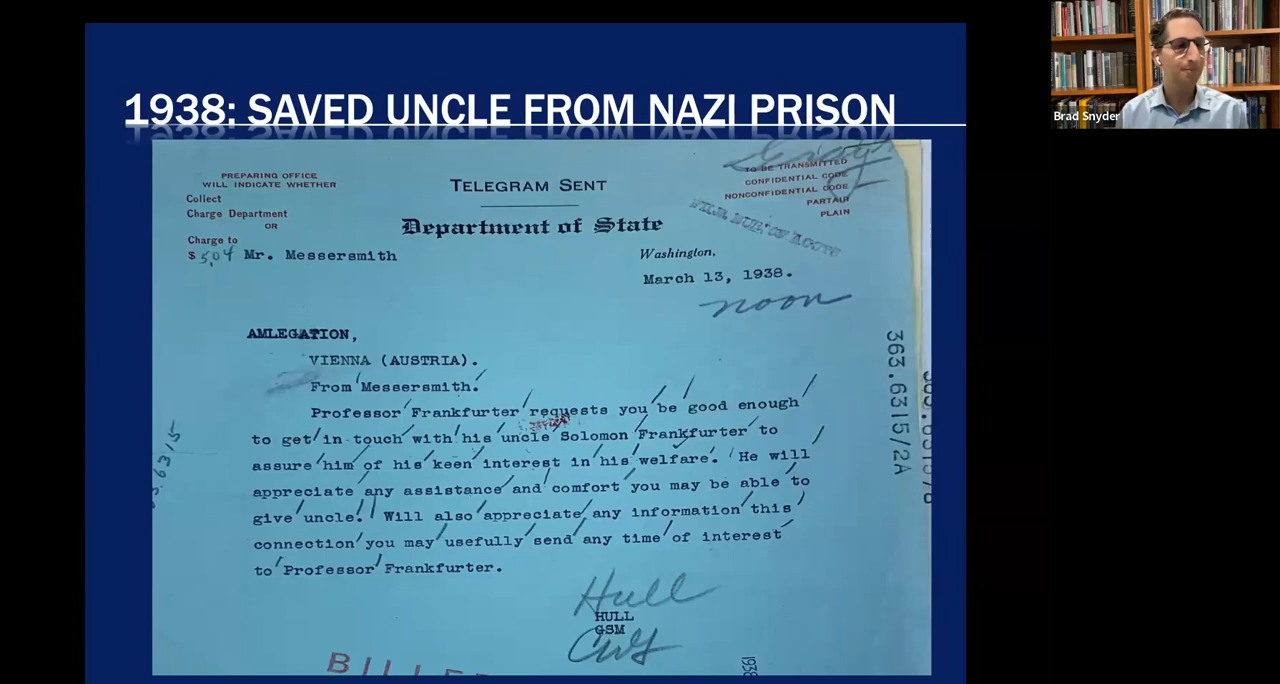 1938: SAVED UNCLE FROM NAZI PRISON
Brad Snyder
PREPARING OFFICE
WILL INDICATE WHETHER
Collect
Charge Department
OR
Charge to
$ 5.04 Mr. Messersmith
TELEGRAM SENT
Department of State
TO BE TRANSMITTED
CONFIDENTIAL CODE
NONCONFIDENTIAL CODE
PARTAIR
PLAIN
Washington,
March 13, 1938.
noon
AMLEGATION,
VIENNA (AUSTRIA).
From Messersmith.
Professor Frankfurter requests you be good enough
to get in touch with his uncle Solomon Frankfurter to
assure him of his keen interest in his welfare. He will
appreciate any assistance and comfort you may be able to
give uncle. Will also appreciate any information this
connection you may usefully send any time of interest
to Professor Frankfurter.
Hull
HULL
GSM
363.6315/2A
1938